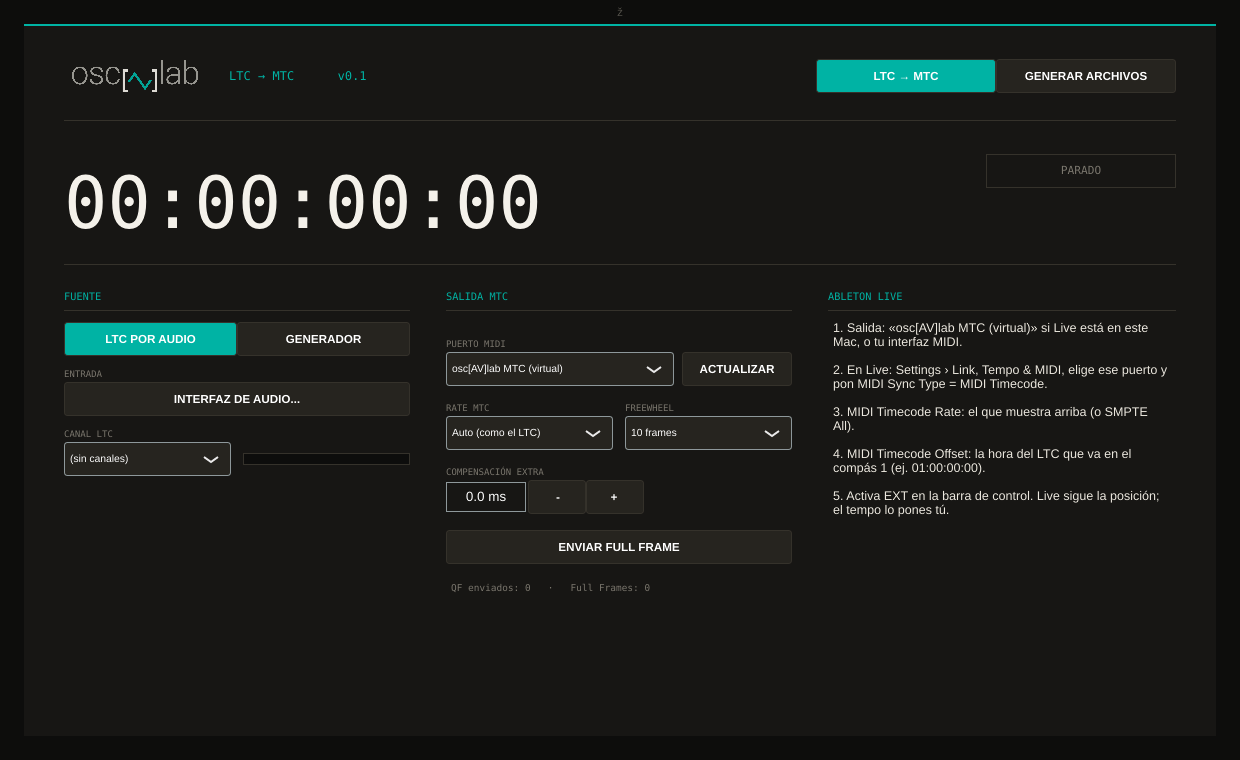 ž
osc[AV]lab LTC → MTC v0.1
LTC → MTC GENERAR ARCHIVOS
00:00:00:00
PARADO
FUENTE
LTC POR AUDIO GENERADOR
ENTRADA
INTERFAZ DE AUDIO...
CANAL LTC
(sin canales)
SALIDA MTC
PUERTO MIDI
osc[AV]lab MTC (virtual) ACTUALIZAR
RATE MTC FREEWHEEL
Auto (como el LTC) 10 frames
COMPENSACIÓN EXTRA
0.0 ms - +
ENVIAR FULL FRAME
QF enviados: 0 · Full Frames: 0
ABLETON LIVE
1. Salida: «osc[AV]lab MTC (virtual)» si Live está en este
Mac, o tu interfaz MIDI.
2. En Live: Settings › Link, Tempo & MIDI, elige ese puerto y
pon MIDI Sync Type = MIDI Timecode.
3. MIDI Timecode Rate: el que muestra arriba (o SMPTE
All).
4. MIDI Timecode Offset: la hora del LTC que va en el
compás 1 (ej. 01:00:00:00).
5. Activa EXT en la barra de control. Live sigue la posición;
el tempo lo pones tú.